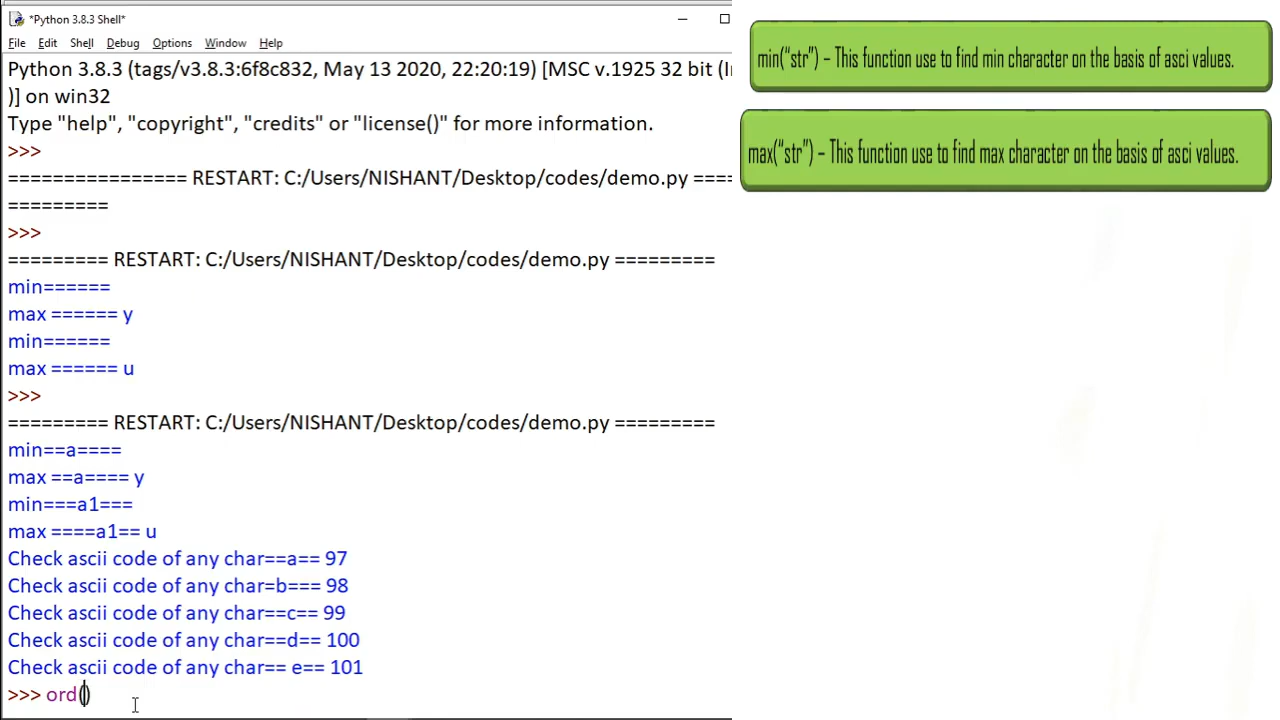 *Python 3.8.3 Shell*
File Edit Shell Debug Options Window Help
Python 3.8.3 (tags/v3.8.3:6f8c832, May 13 2020, 22:20:19) [MSC v.1925 32 bit (In
)] on win32
Type "help", "copyright", "credits" or "license()" for more information.
>>>
=============== RESTART: C:/Users/NISHANT/Desktop/codes/demo.py ====
=========
>>>
========= RESTART: C:/Users/NISHANT/Desktop/codes/demo.py =========
min======
max ====== y
min======
max ====== u
>>>
========= RESTART: C:/Users/NISHANT/Desktop/codes/demo.py =========
min==a====
max ==a==== y
min===a1===
max ====a1== u
Check ascii code of any char==a== 97
Check ascii code of any char=b=== 98
Check ascii code of any char==c== 99
Check ascii code of any char==d== 100
Check ascii code of any char== e== 101
>>> ord()
min(“str”) – This function use to find min character on the basis of asci values.
max(“str”) – This function use to find max character on the basis of asci values.